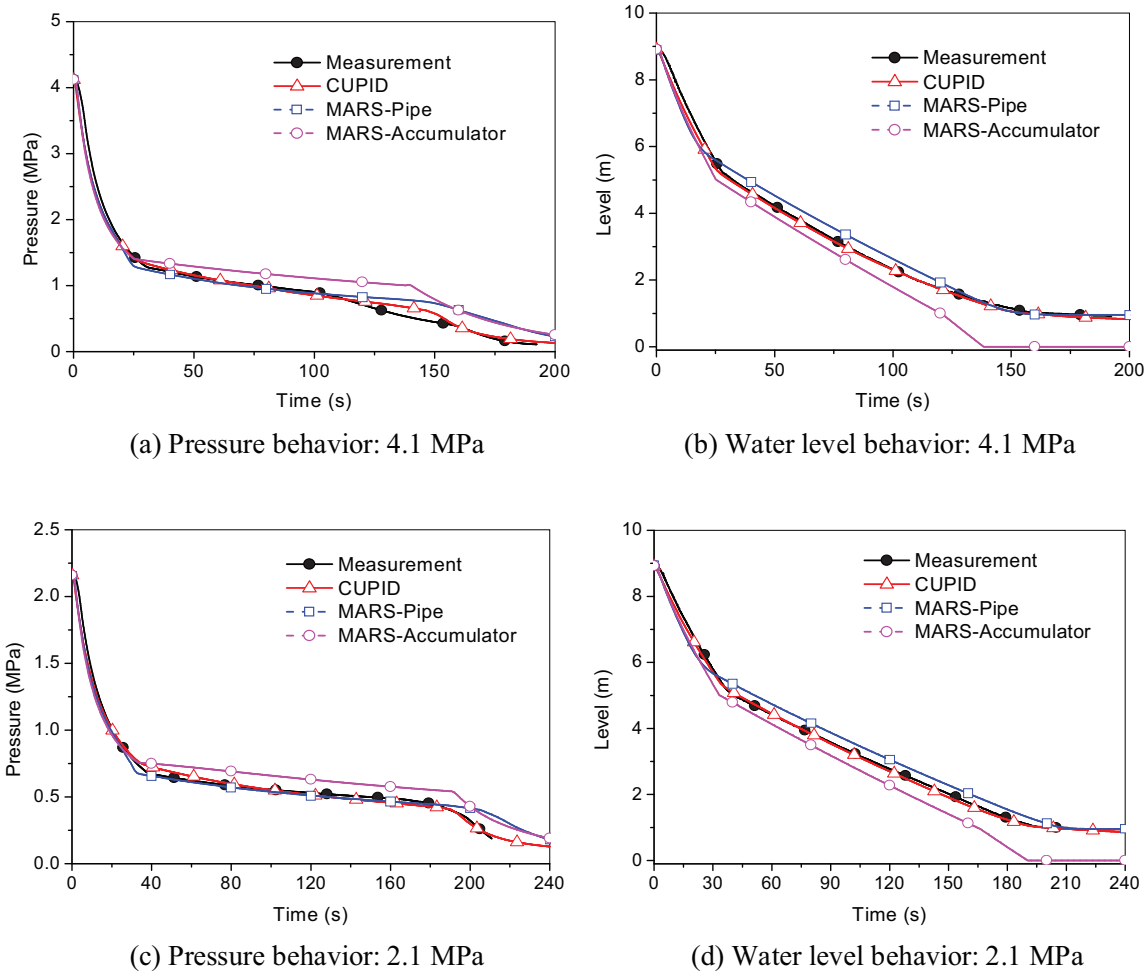 Pressure (MPa)
5
4
3
2
1
0
Measurement
CUPID
MARS-Pipe
MARS-Accumulator
0 50 100 150 200
Time (s)
(a) Pressure behavior: 4.1 MPa
Level (m)
10
8
6
4
2
0
Measurement
CUPID
MARS-Pipe
MARS-Accumulator
0 50 100 150 200
Time (s)
(b) Water level behavior: 4.1 MPa
Pressure (MPa)
2.5
2.0
1.5
1.0
0.5
0.0
Measurement
CUPID
MARS-Pipe
MARS-Accumulator
0 40 80 120 160 200 240
Time (s)
(c) Pressure behavior: 2.1 MPa
Level (m)
10
8
6
4
2
0
Measurement
CUPID
MARS-Pipe
MARS-Accumulator
0 30 60 90 120 150 180 210 240
Time (s)
(d) Water level behavior: 2.1 MPa